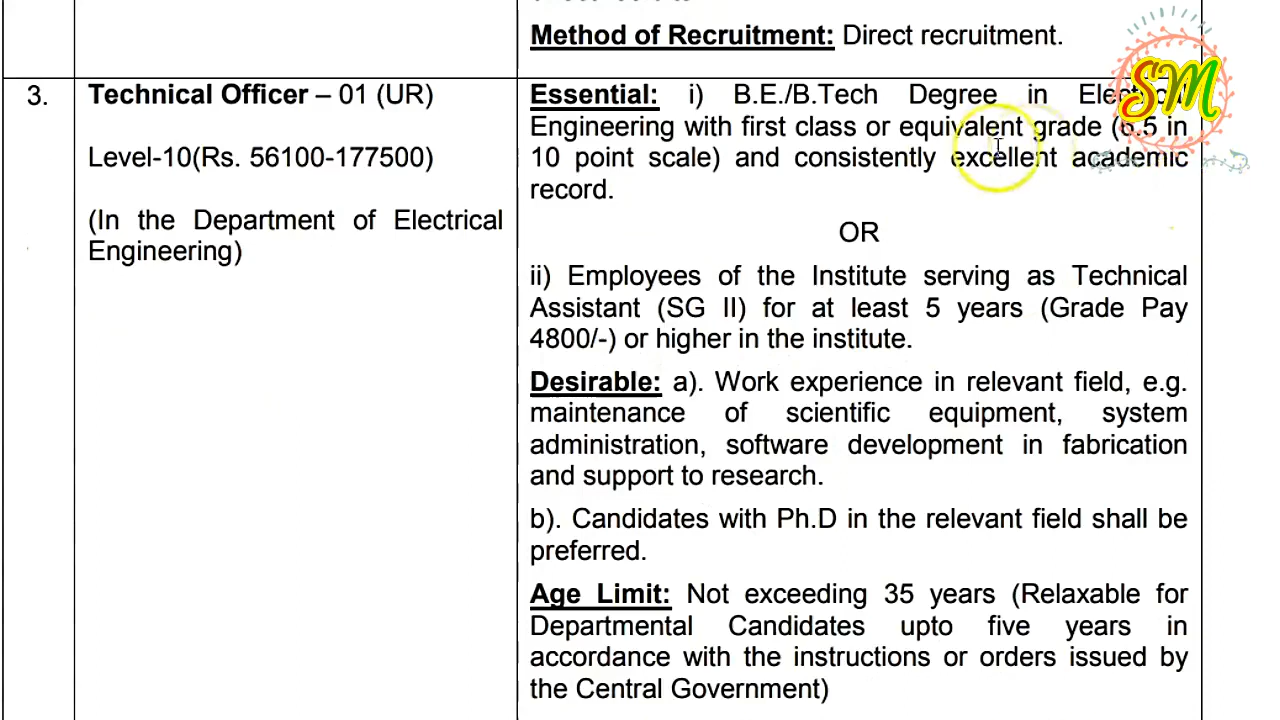 Method of Recruitment: Direct recruitment.
3.
Technical Officer – 01 (UR)
Level-10(Rs. 56100-177500)
(In the Department of Electrical
Engineering)
Essential: i) B.E./B.Tech Degree in Electrical
Engineering with first class or equivalent grade (6.5 in
10 point scale) and consistently excellent academic
record.
OR
ii) Employees of the Institute serving as Technical
Assistant (SG II) for at least 5 years (Grade Pay
4800/-) or higher in the institute.
Desirable: a). Work experience in relevant field, e.g.
maintenance of scientific equipment, system
administration, software development in fabrication
and support to research.
b). Candidates with Ph.D in the relevant field shall be
preferred.
Age Limit: Not exceeding 35 years (Relaxable for
Departmental Candidates upto five years in
accordance with the instructions or orders issued by
the Central Government)
SM